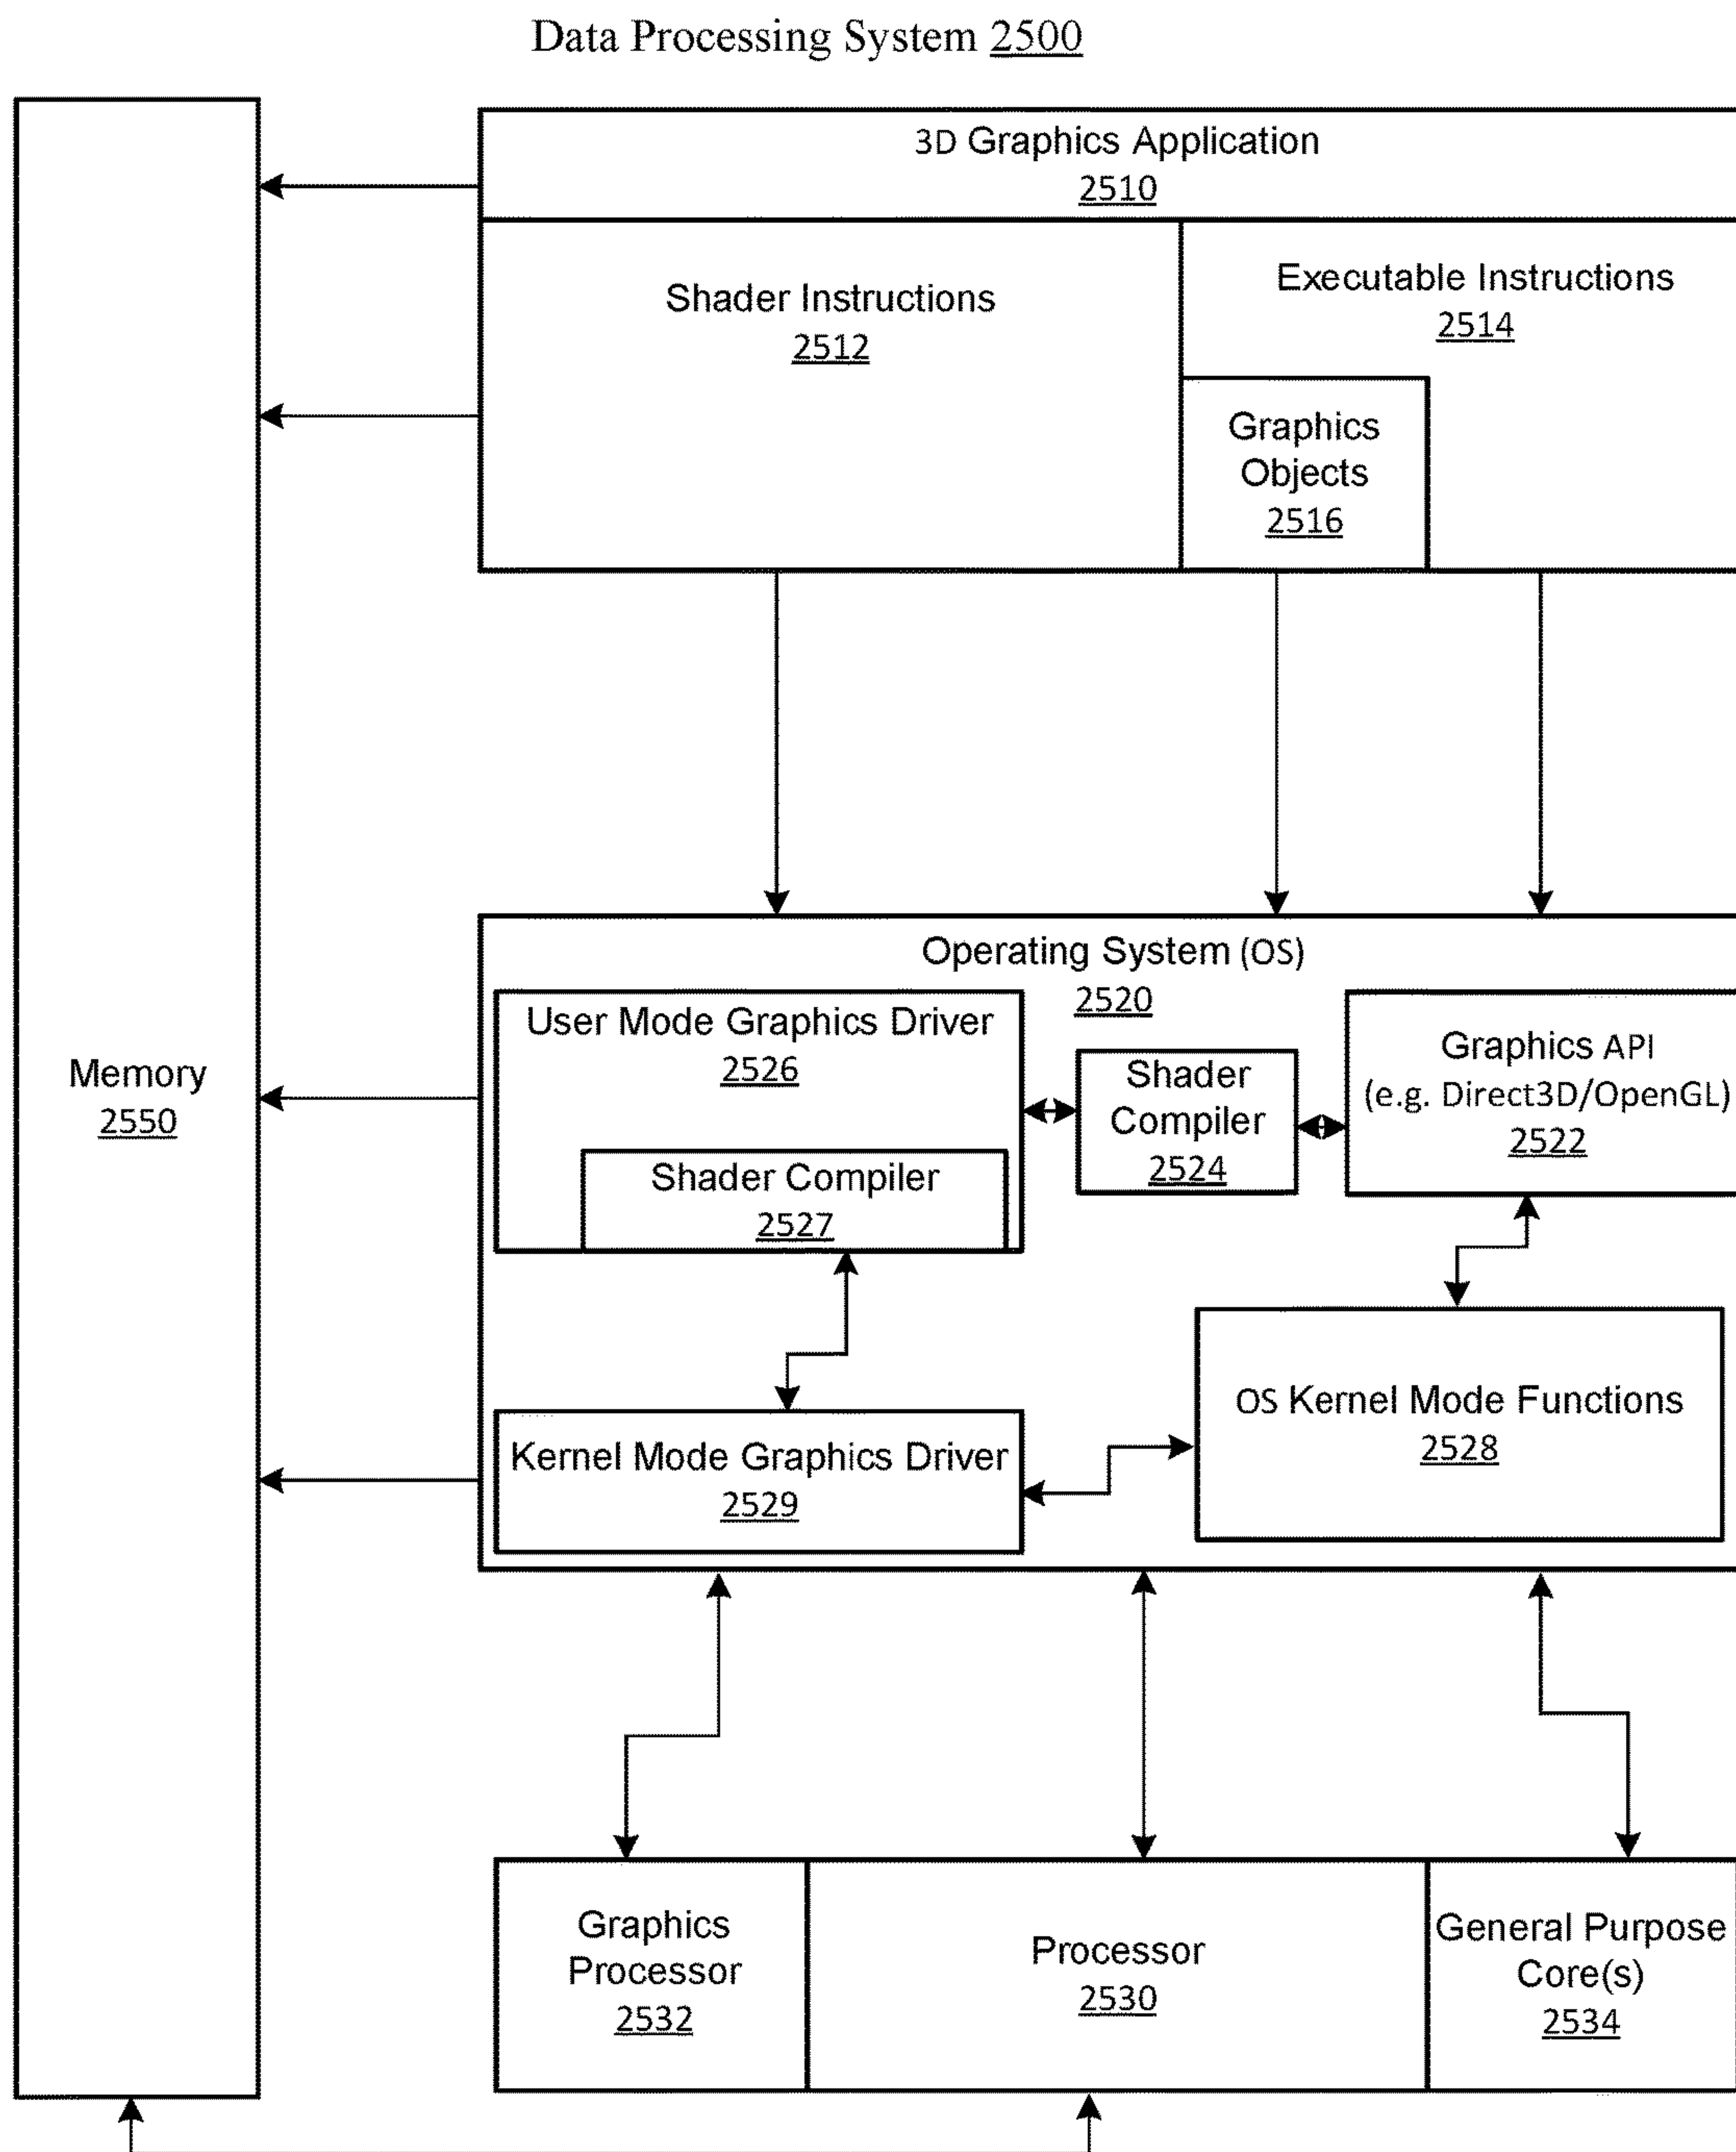 Data Processing System 2500
3D Graphics Application
2510
Shader Instructions
2512
Executable Instructions
2514
Graphics
Objects
2516
Memory
2550
Operating System (OS)
2520
User Mode Graphics Driver
2526
Shader Compiler
2527
Shader
Compiler
2524
Graphics API
(e.g. Direct3D/OpenGL)
2522
Kernel Mode Graphics Driver
2529
OS Kernel Mode Functions
2528
Graphics
Processor
2532
Processor
2530
General Purpose
Core(s)
2534